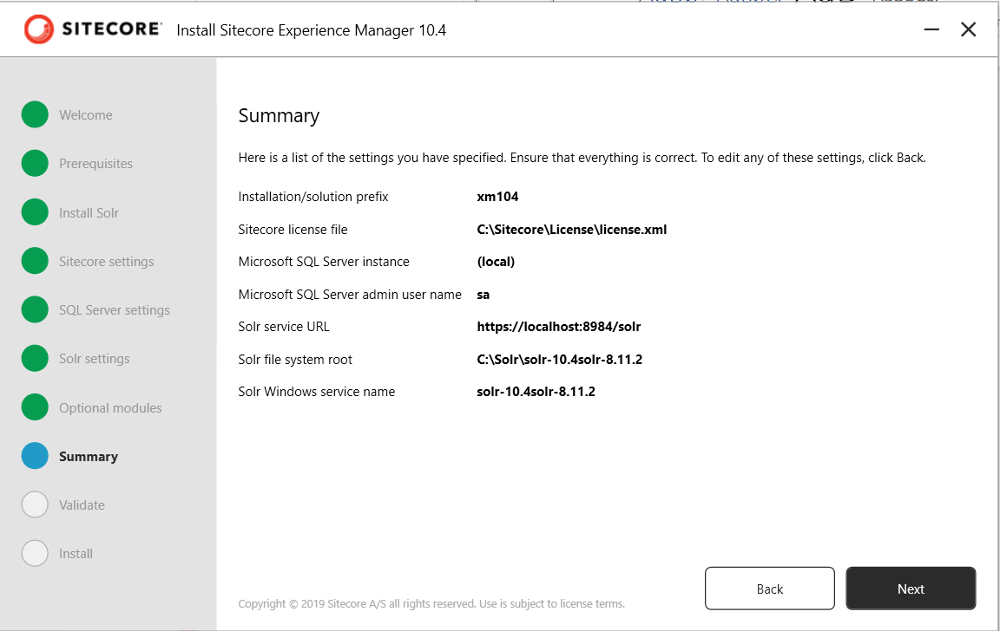 SITECORE Install Sitecore Experience Manager 10.4
Welcome
Prerequisites
Install Solr
Sitecore settings
SQL Server settings
Solr settings
Optional modules
Summary
Validate
Install
Summary
Here is a list of the settings you have specified. Ensure that everything is correct. To edit any of these settings, click Back.
Installation/solution prefix xm104
Sitecore license file C:\Sitecore\License\license.xml
Microsoft SQL Server instance (local)
Microsoft SQL Server admin user name sa
Solr service URL https://localhost:8984/solr
Solr file system root C:\Solr\solr-10.4solr-8.11.2
Solr Windows service name solr-10.4solr-8.11.2
Back Next
Copyright © 2019 Sitecore A/S all rights reserved. Use is subject to license terms.